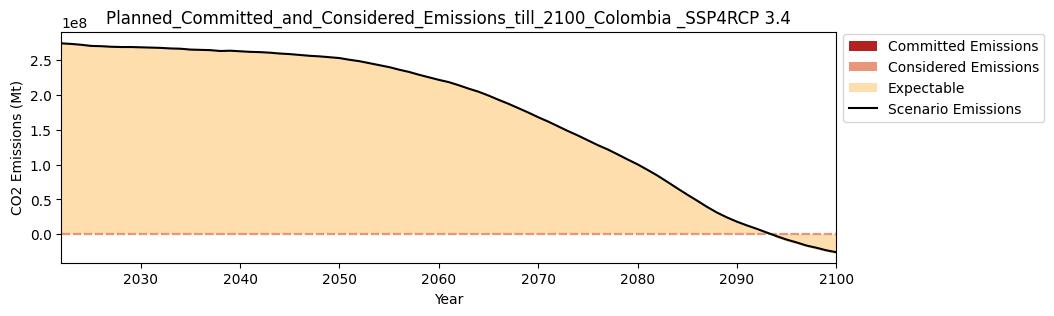 Planned_Committed_and_Considered_Emissions_till_2100_Colombia _SSP4RCP 3.4
1e8
Committed Emissions
Considered Emissions
Expectable
Scenario Emissions
CO2 Emissions (Mt)
2.5
2.0
1.5
1.0
0.5
0.0
2030 2040 2050 2060 2070 2080 2090 2100
Year